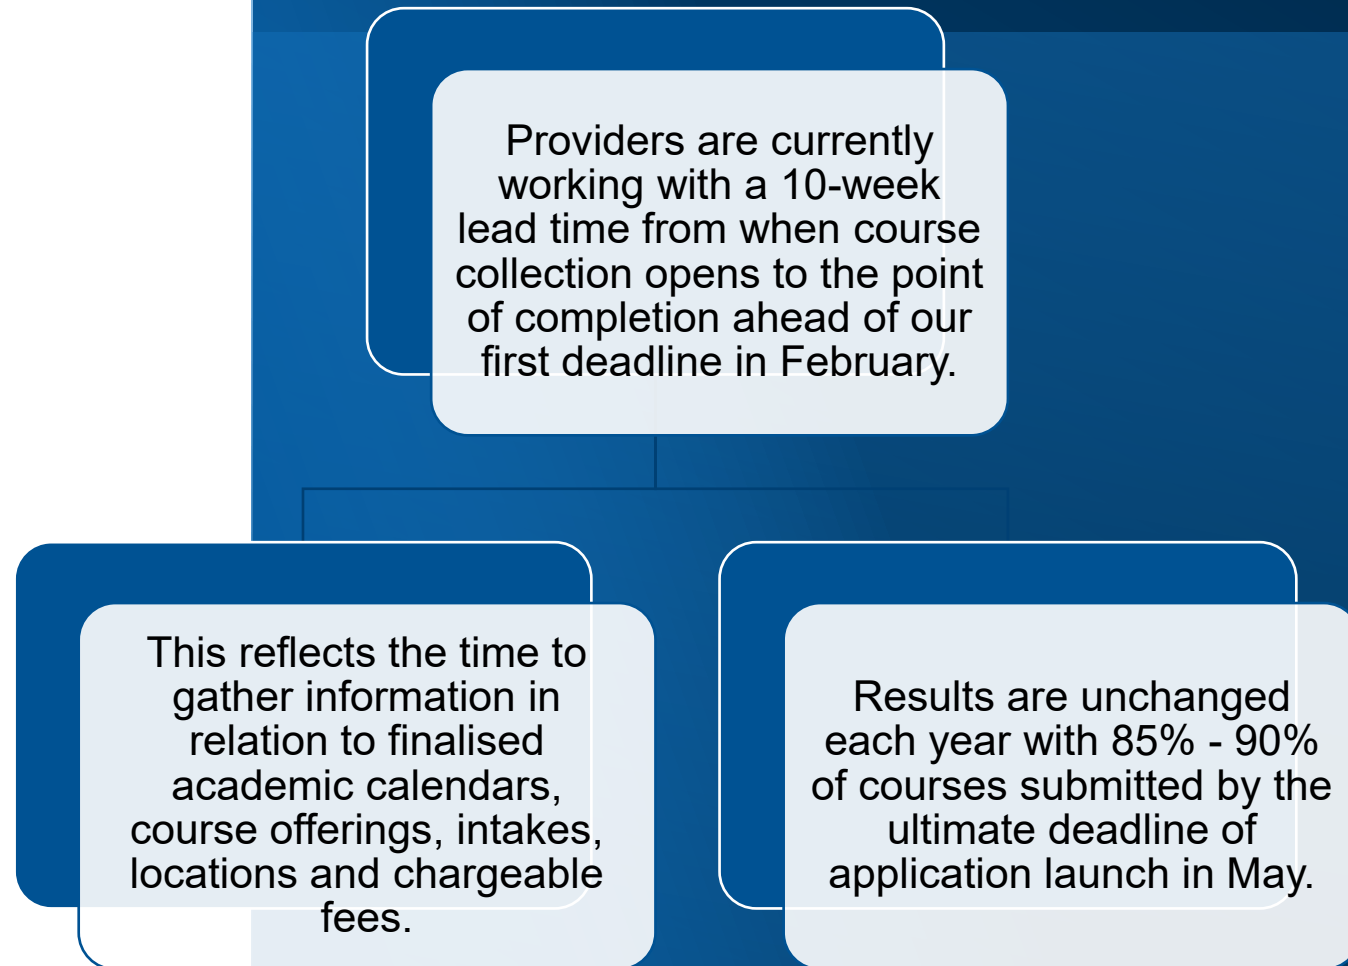 Providers are currently
working with a 10-week
lead time from when course
collection opens to the point
of completion ahead of our
first deadline in February.
This reflects the time to
gather information in
relation to finalised
academic calendars,
course offerings, intakes,
locations and chargeable
fees.
Results are unchanged
each year with 85% - 90%
of courses submitted by the
ultimate deadline of
application launch in May.